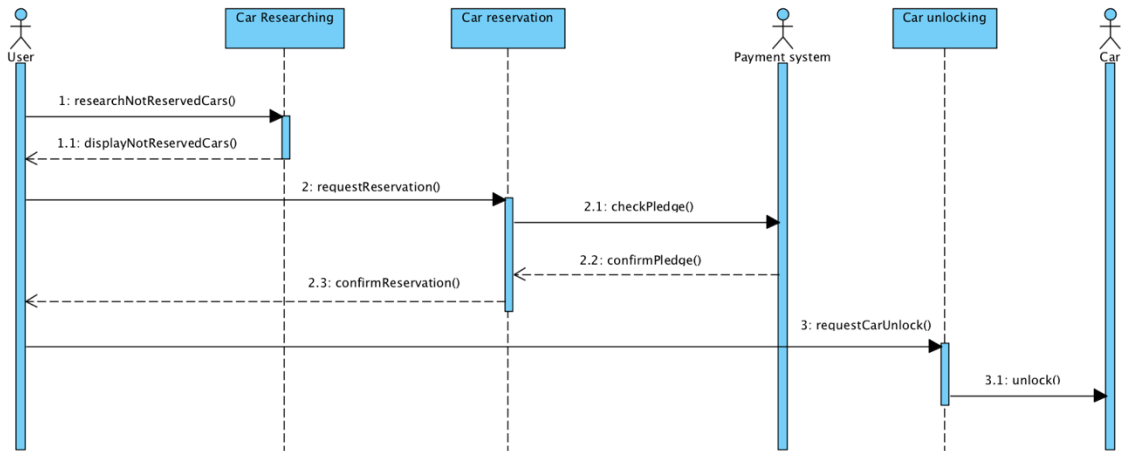 Car Researching
Car reservation
Car unlocking
User
Payment system
Car
1: researchNotReservedCars()
1.1: displayNotReservedCars()
2: requestReservation()
2.1: checkPledge()
2.2: confirmPledge()
2.3: confirmReservation()
3: requestCarUnlock()
3.1: unlock()